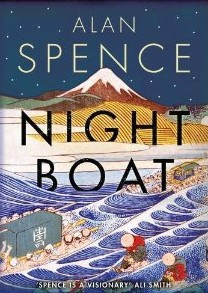 ALAN
SPENCE
NIGHT
BOAT
'SPENCE IS A VISIONARY' ALI SMITH